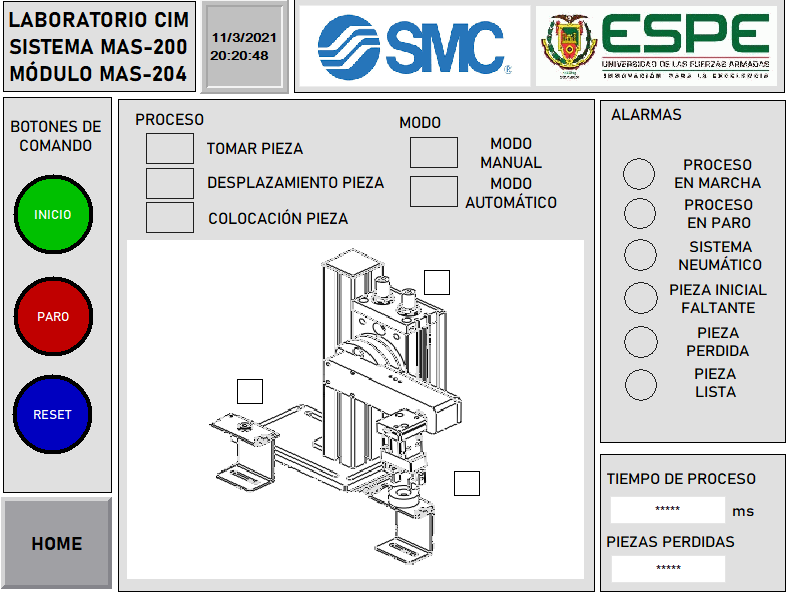 LABORATORIO CIM
SISTEMA MAS-200
MÓDULO MAS-204
11/3/2021
20:20:48
SMC
ESPE
UNIVERSIDAD DE LAS FUERZAS ARMADAS
INNOVACIÓN PARA LA EXCELENCIA
BOTONES DE
COMANDO
INICIO
PARO
RESET
HOME
PROCESO
TOMAR PIEZA
DESPLAZAMIENTO PIEZA
COLOCACIÓN PIEZA
MODO
MODO
MANUAL
MODO
AUTOMÁTICO
ALARMAS
PROCESO
EN MARCHA
PROCESO
EN PARO
SISTEMA
NEUMÁTICO
PIEZA INICIAL
FALTANTE
PIEZA
PERDIDA
PIEZA
LISTA
TIEMPO DE PROCESO
***** ms
PIEZAS PERDIDAS
*****